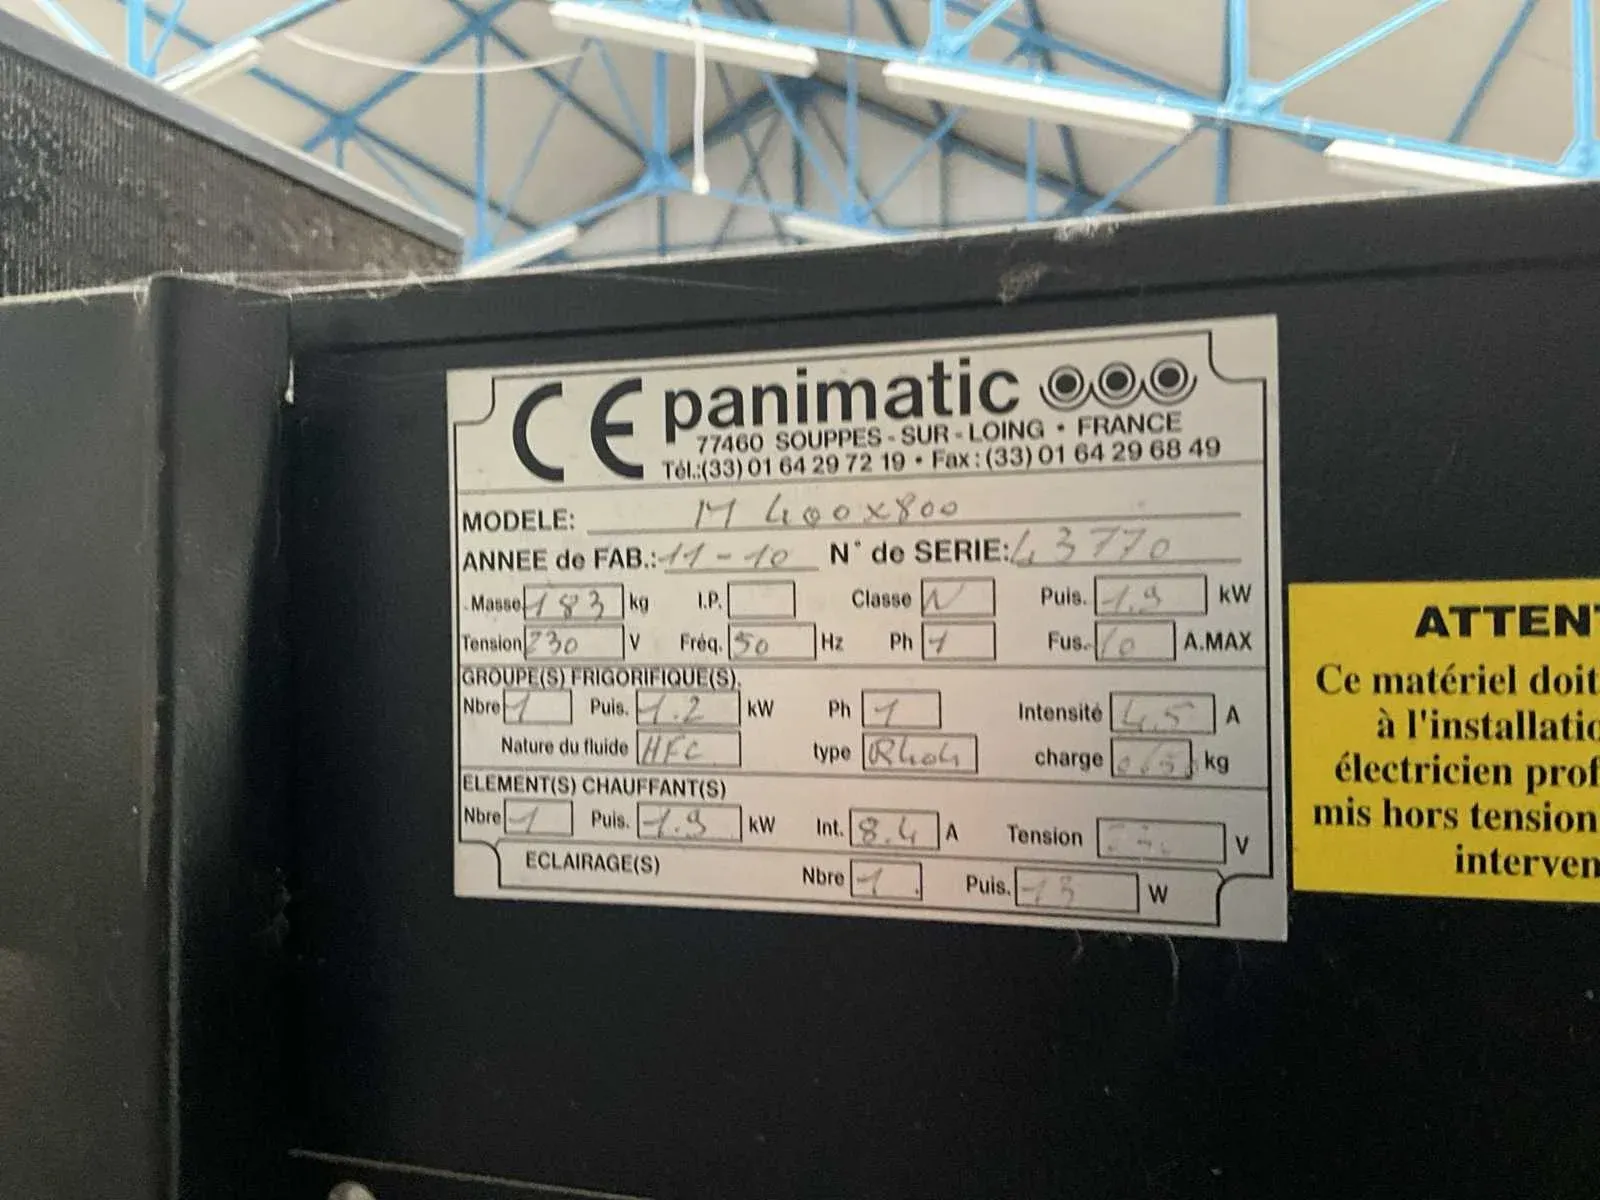 CE panimatic
77460 SOUPPES - SUR - LOING • FRANCE
Tél.:(33) 01 64 29 72 19 • Fax : (33) 01 64 29 68 49
MODELE: M 400x800
ANNEE de FAB.: 11-10 N° de SERIE: 43770
Masse 183 kg I.P. Classe N Puis. 1.9 kW
Tension 230 V Fréq. 50 Hz Ph 1 Fus. 10 A.MAX
GROUPE(S) FRIGORIFIQUE(S).
Nbre 1 Puis. 1.2 kW Ph 1 Intensité 4.5 A
Nature du fluide HFC type R404 charge kg
ELEMENT(S) CHAUFFANT(S)
Nbre 1 Puis. 1.9 kW Int. 8.4 A Tension V
ECLAIRAGE(S) Nbre 1 Puis. 13 W
ATTENT
Ce matériel doit
à l'installatio
électricien prof
mis hors tension
interven